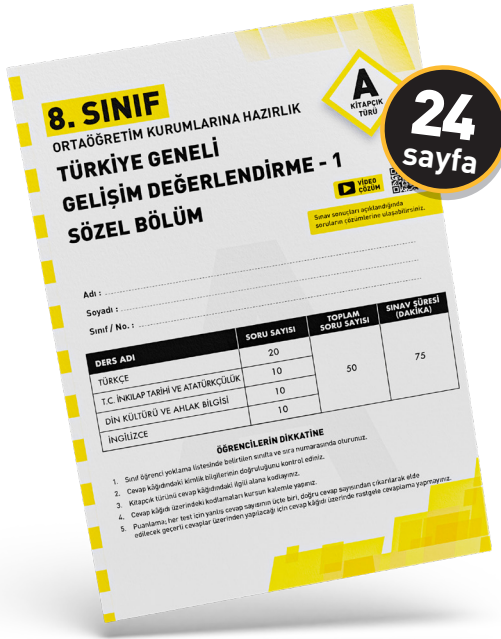 8. SINIF
ORTAÖĞRETİM KURUMLARINA HAZIRLIK
TÜRKİYE GENELİ
GELİŞİM DEĞERLENDİRME - 1
SÖZEL BÖLÜM
A
KİTAPÇIK
TÜRÜ
24
sayfa
VİDEO
ÇÖZÜM
Sınav sonuçları açıklandığında
soruların çözümlerine ulaşabilirsiniz.
Adı :
Soyadı :
Sınıf / No. :
DERS ADI SORU SAYISI TOPLAM SORU SAYISI SINAV SÜRESİ (DAKİKA)
TÜRKÇE 20 50 75
T.C. İNKILAP TARİHİ VE ATATÜRKÇÜLÜK 10
DİN KÜLTÜRÜ VE AHLAK BİLGİSİ 10
İNGİLİZCE 10
ÖĞRENCİLERİN DİKKATİNE
1. Sınıf öğrenci yoklama listesinde belirtilen sınıfta ve sıra numarasında oturunuz.
2. Cevap kâğıdındaki kimlik bilgilerinin doğruluğunu kontrol ediniz.
3. Kitapçık türünü cevap kâğıdındaki ilgili alana kodlayınız.
4. Cevap kâğıdı üzerindeki kodlamaları kurşun kalemle yapınız.
5. Puanlama; her test için yanlış cevap sayısının üçte biri, doğru cevap sayısından çıkarılarak elde
edilecek geçerli cevaplar üzerinden yapılacağı için cevap kâğıdı üzerinde rastgele cevaplama yapmayınız.